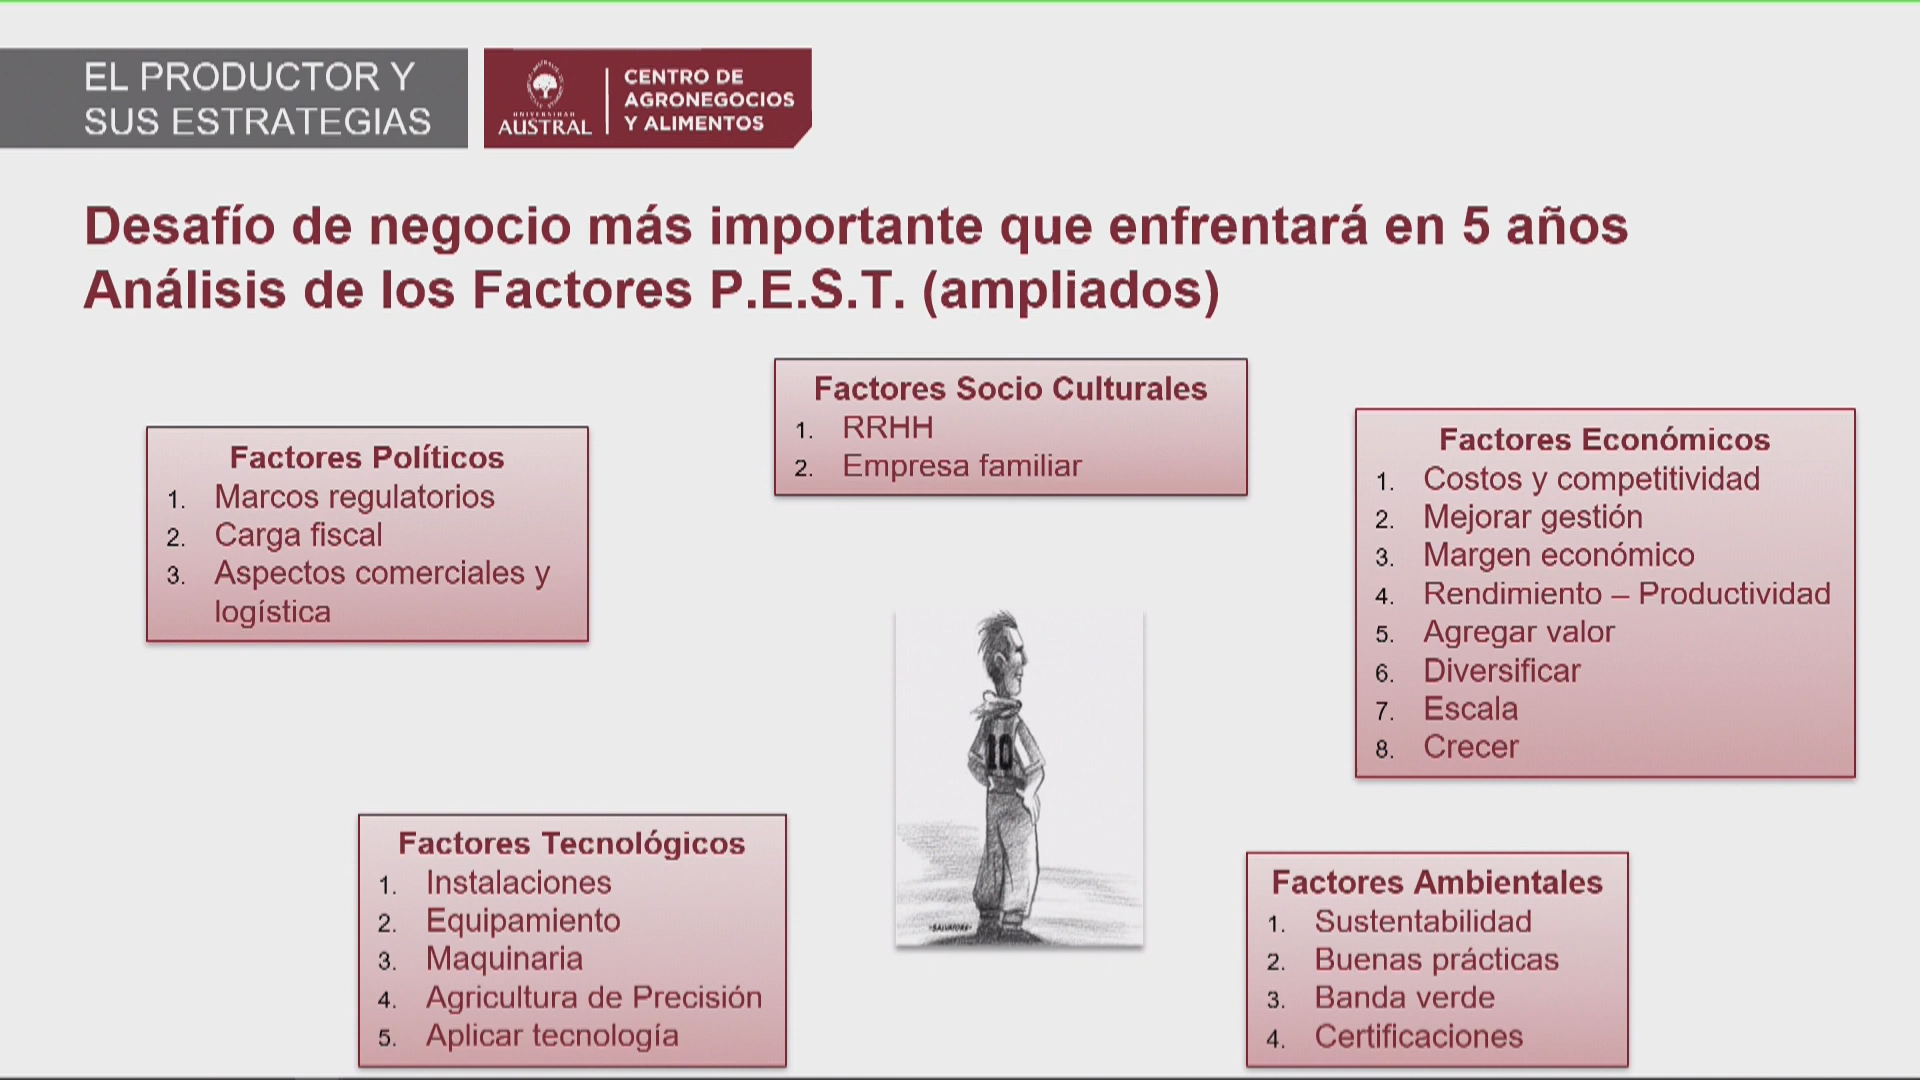 EL PRODUCTOR Y
SUS ESTRATEGIAS
UNIVERSIDAD
AUSTRAL
CENTRO DE
AGRONEGOCIOS
Y ALIMENTOS
Desafío de negocio más importante que enfrentará en 5 años
Análisis de los Factores P.E.S.T. (ampliados)
Factores Socio Culturales
1. RRHH
2. Empresa familiar
Factores Políticos
1. Marcos regulatorios
2. Carga fiscal
3. Aspectos comerciales y
logística
Factores Económicos
1. Costos y competitividad
2. Mejorar gestión
3. Margen económico
4. Rendimiento – Productividad
5. Agregar valor
6. Diversificar
7. Escala
8. Crecer
10
Factores Tecnológicos
1. Instalaciones
2. Equipamiento
3. Maquinaria
4. Agricultura de Precisión
5. Aplicar tecnología
Factores Ambientales
1. Sustentabilidad
2. Buenas prácticas
3. Banda verde
4. Certificaciones